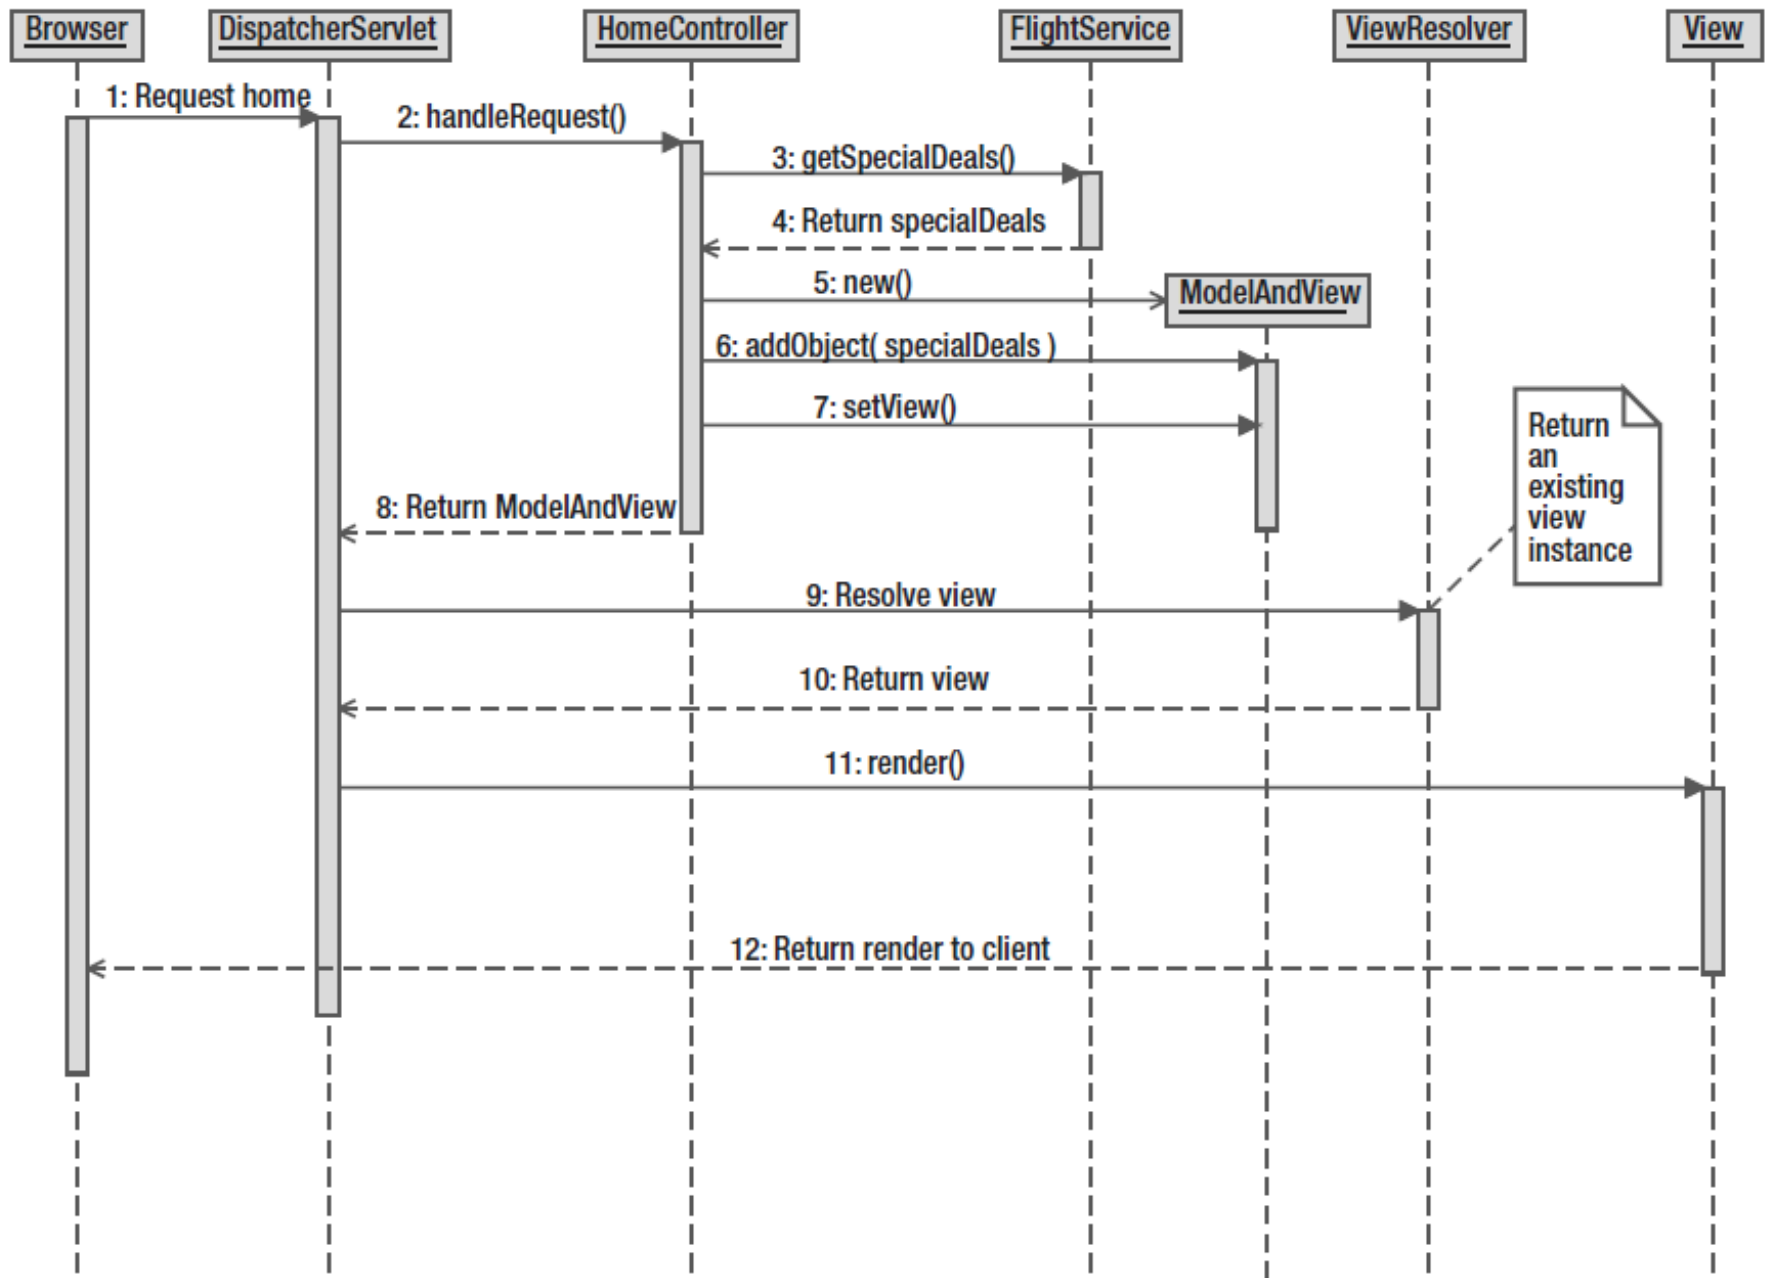 Browser
DispatcherServlet
HomeController
FlightService
ViewResolver
View
1: Request home
2: handleRequest()
3: getSpecialDeals()
4: Return specialDeals
5: new()
ModelAndView
6: addObject( specialDeals )
7: setView()
Return
an
existing
view
instance
8: Return ModelAndView
9: Resolve view
10: Return view
11: render()
12: Return render to client